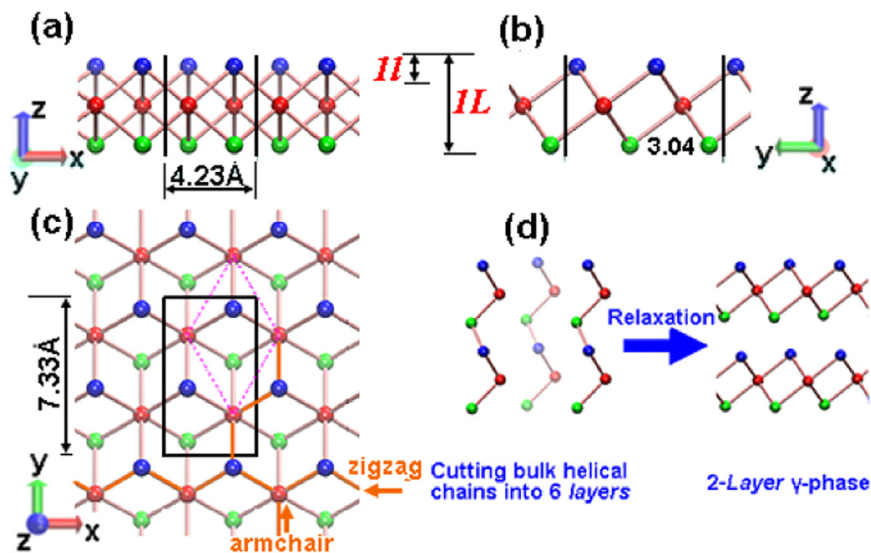 (a)
1l
1L
(b)
z
y
x
4.23Å
3.04
z
y
x
(c)
(d)
7.33Å
Relaxation
zigzag
armchair
y
z
x
Cutting bulk helical
chains into 6 layers
2-Layer γ-phase